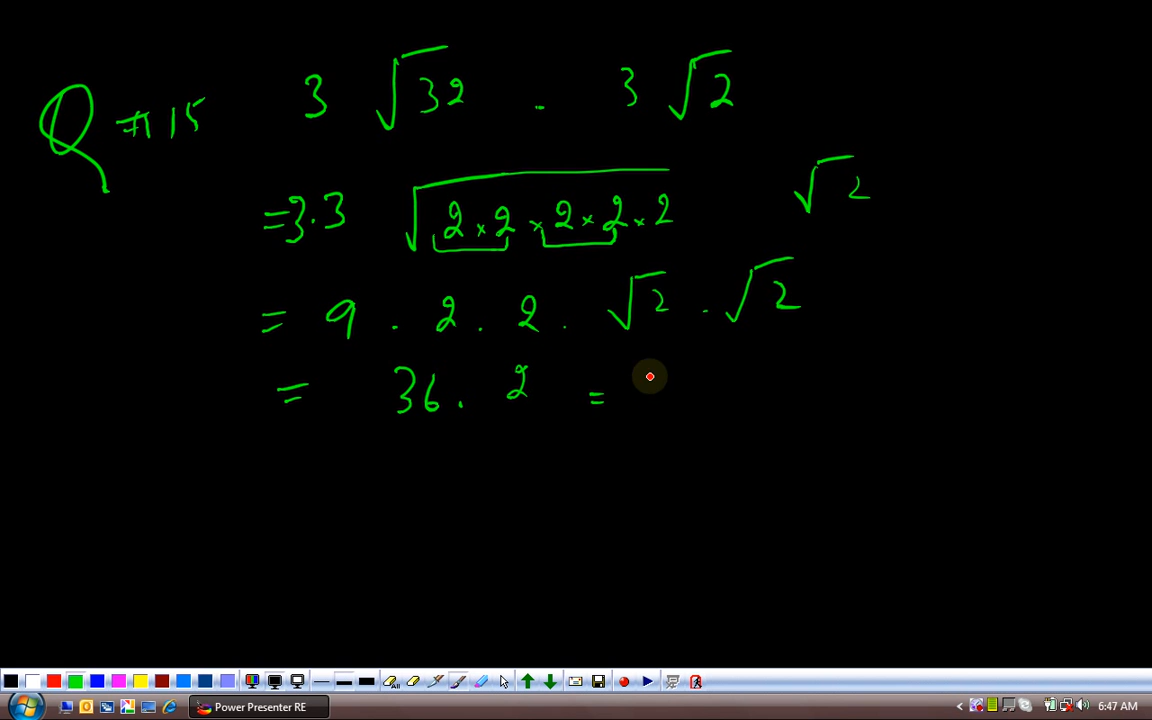 Q #15 3 √32 . 3 √2
=3.3 √2×2×2×2×2 √2
= 9 . 2 . 2 . √2 . √2
= 36 . 2 =
Power Presenter RE
6:47 AM